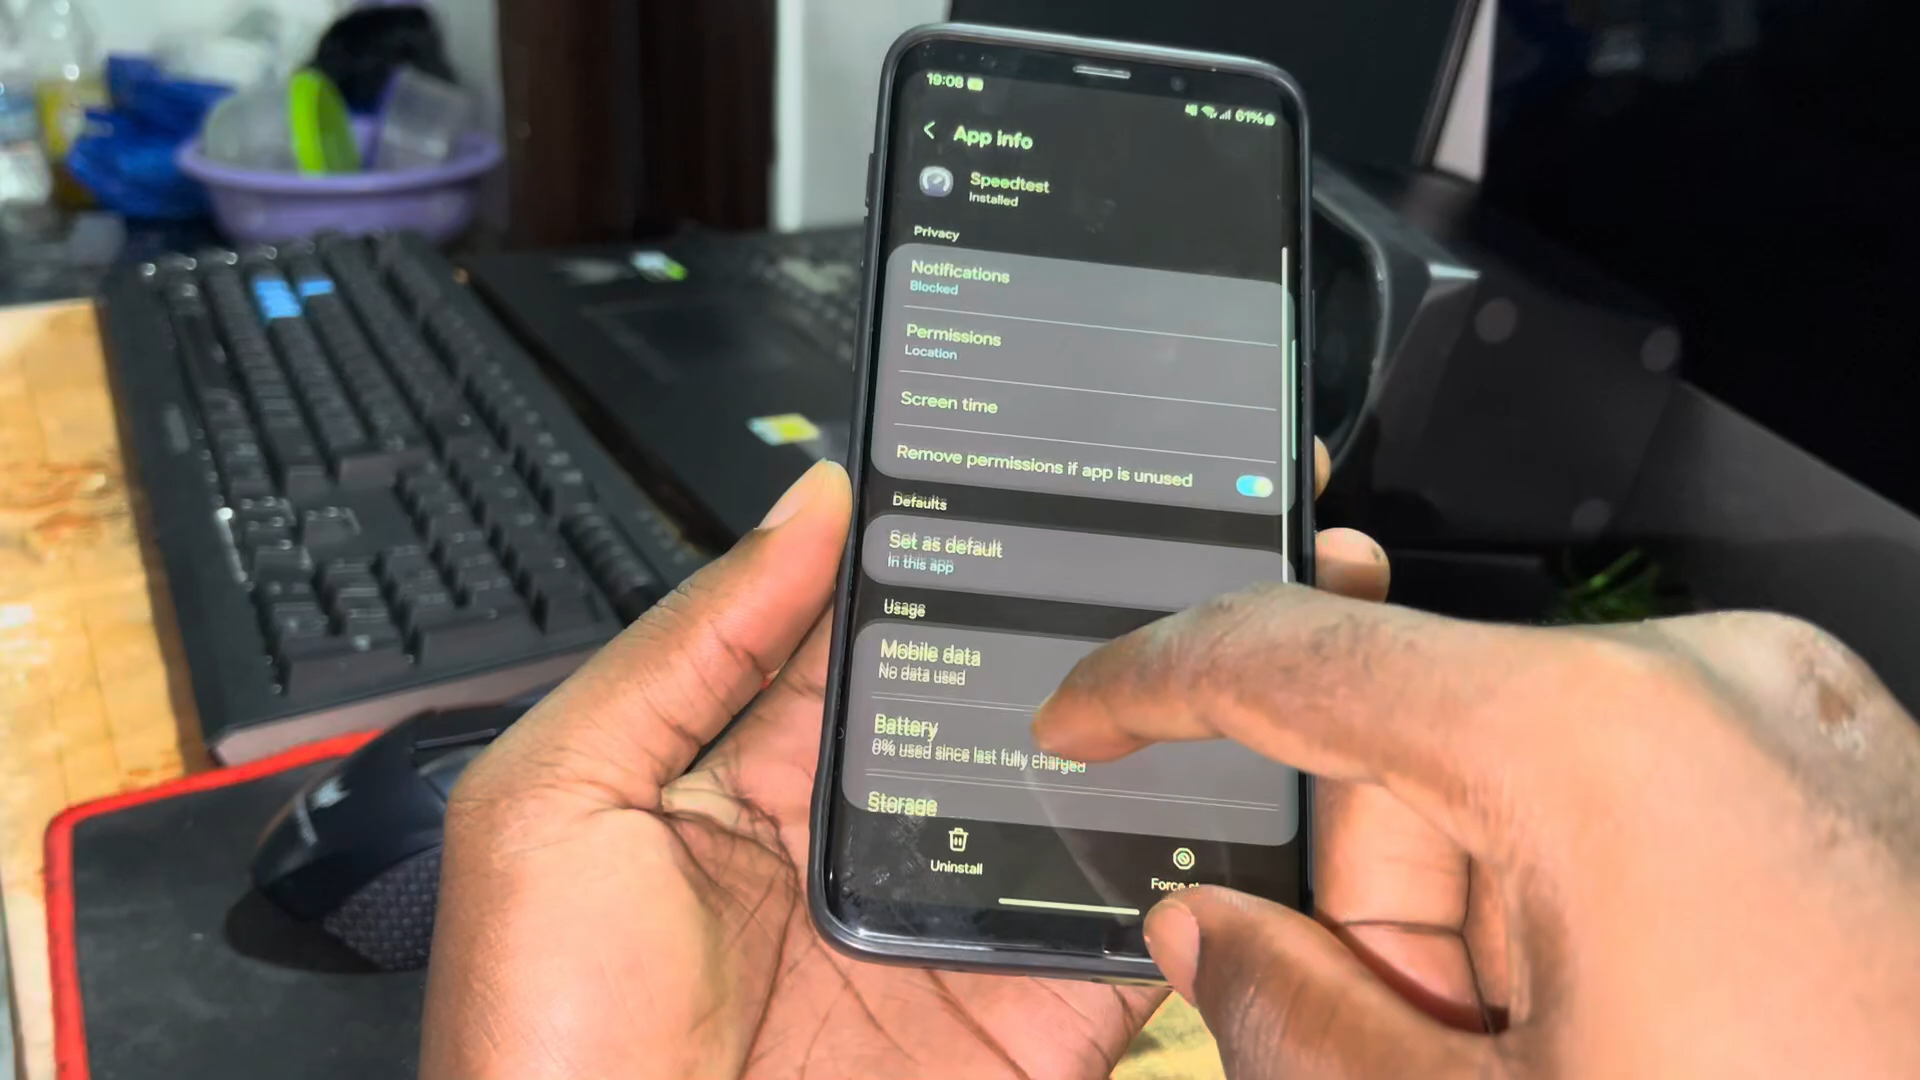 19:08
61%
App info
Speedtest
Installed
Privacy
Notifications
Blocked
Permissions
Location
Screen time
Remove permissions if app is unused
Defaults
Set as default
In this app
Usage
Mobile data
No data used
Battery
0% used since last fully charged
Storage
Uninstall
Force